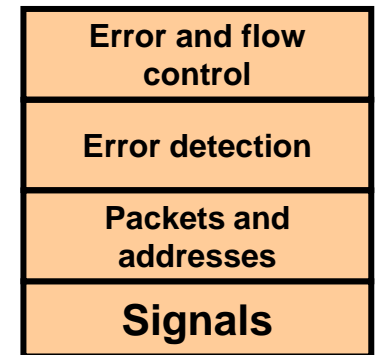 Error and flow
control
Error detection
Packets and
addresses
Signals